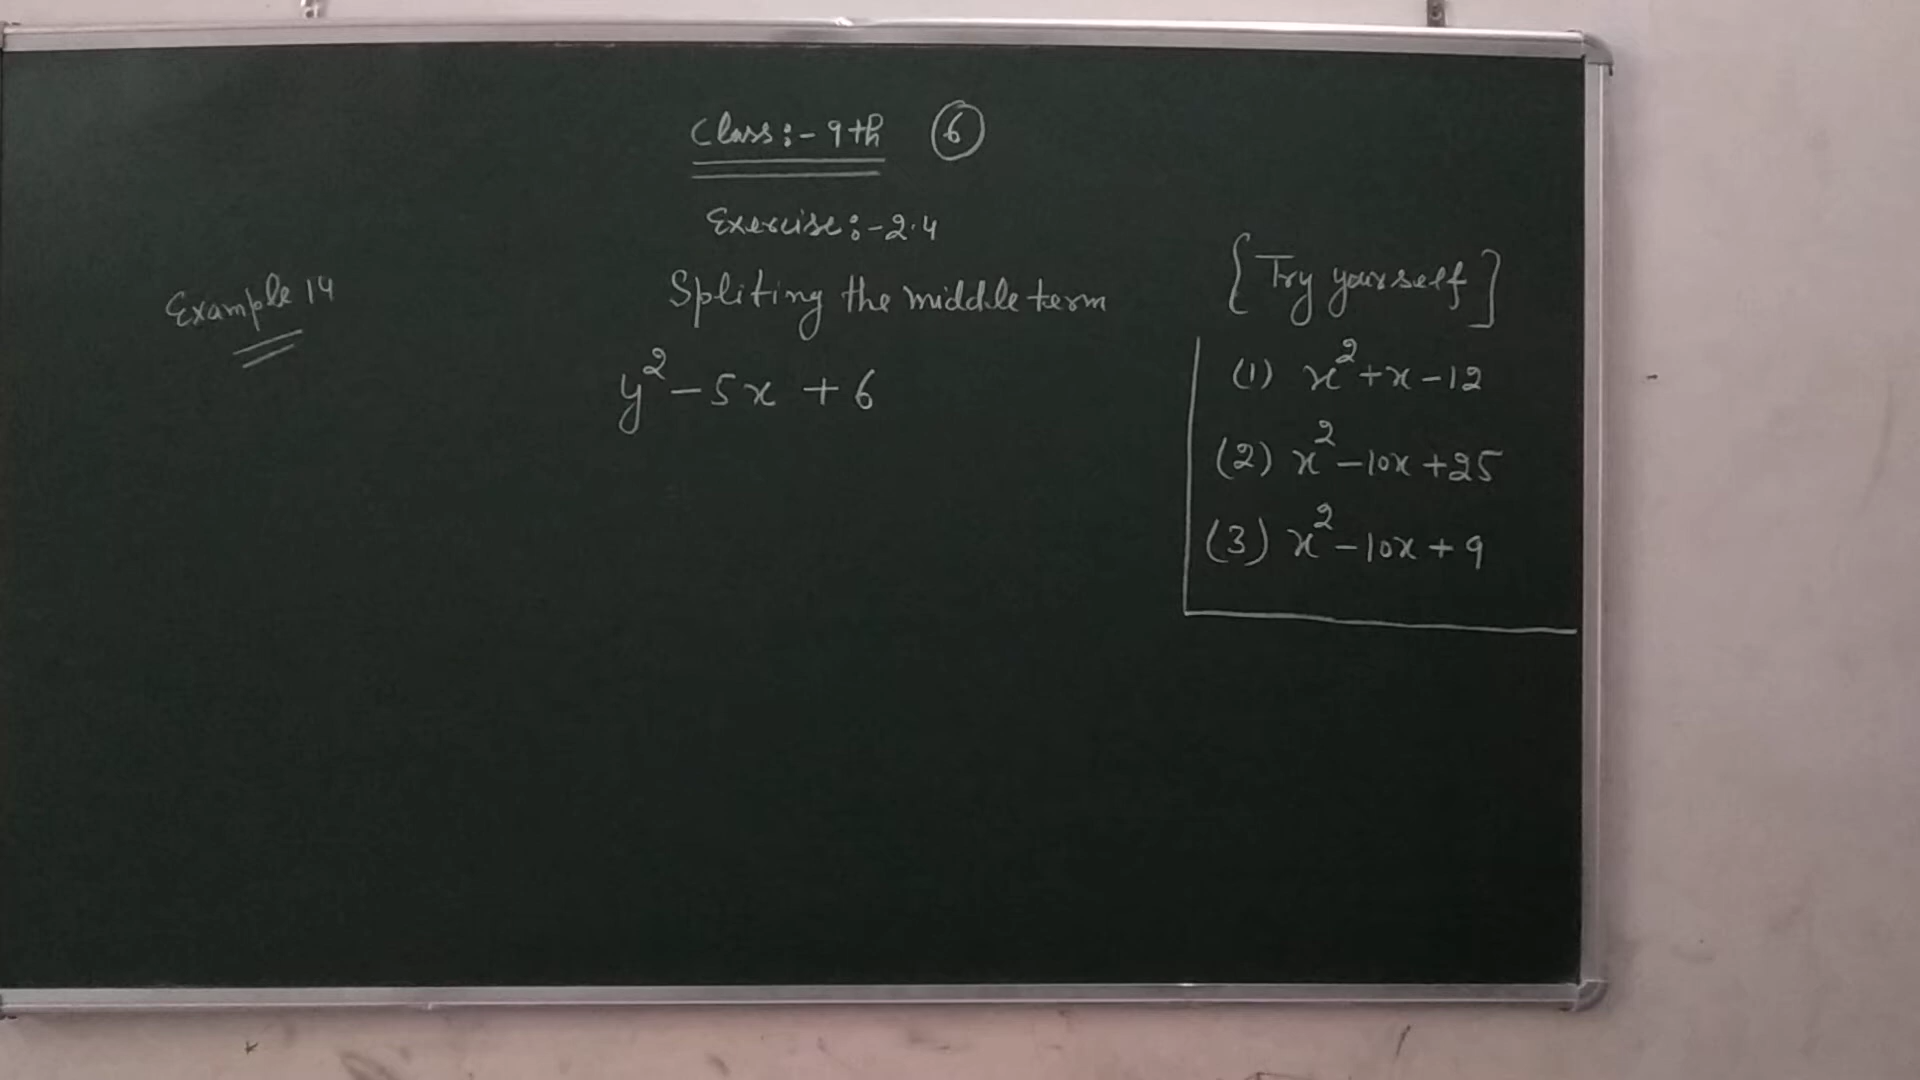 Class:- 9th 6
Exercise:- 2.4
Example 14
Spliting the middle term
y² - 5x + 6
{Try yourself]
(1) x² + x - 12
(2) x² - 10x + 25
(3) x² - 10x + 9